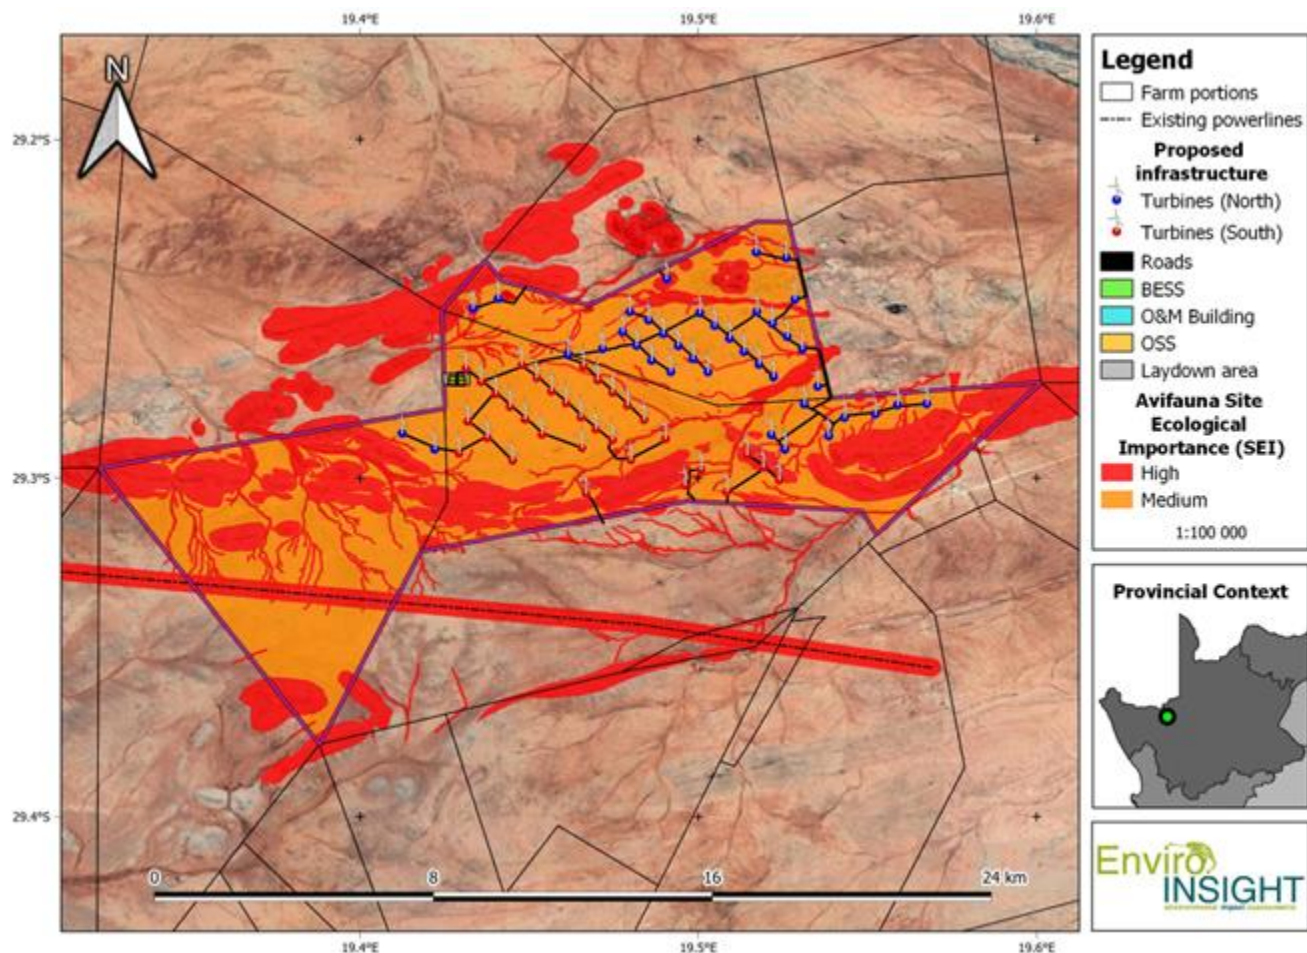 19.4°E
19.5°E
19.6°E
N
29.2°S
29.3°S
29.4°S
0
8
16
24 km
19.4°E
19.5°E
19.6°E
Legend
Farm portions
Existing powerlines
Proposed
infrastructure
Turbines (North)
Turbines (South)
Roads
BESS
O&M Building
OSS
Laydown area
Avifauna Site
Ecological
Importance (SEI)
High
Medium
1:100 000
Provincial Context
Enviro
INSIGHT